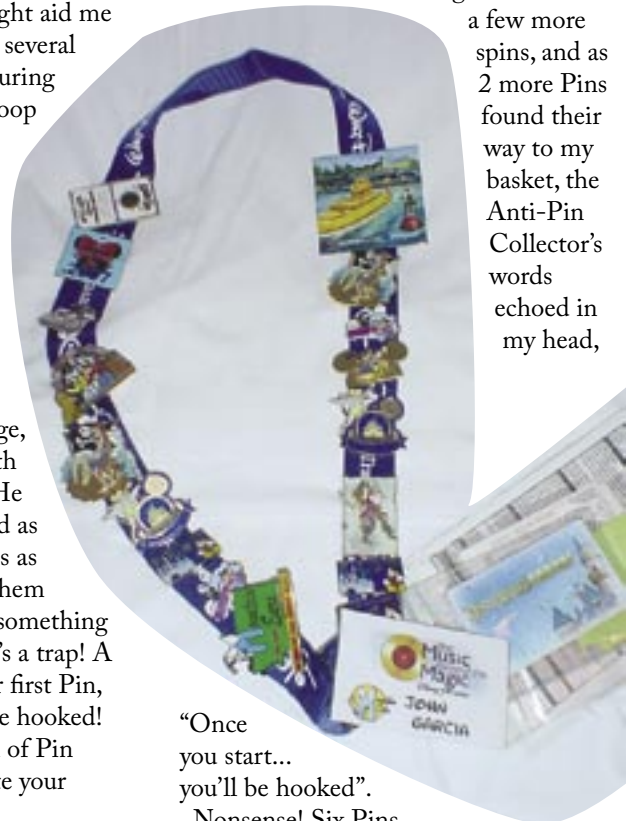 ght aid me
several
uring
oop
ge,
th
He
d as
s as
hem
something
's a trap! A
r first Pin,
e hooked!
of Pin
te your
"Once
you start...
you'll be hooked".
Nonsense! Six Pins
a few more
spins, and as
2 more Pins
found their
way to my
basket, the
Anti-Pin
Collector's
words
echoed in
my head,
Music
Magic
JOHN
GARCIA